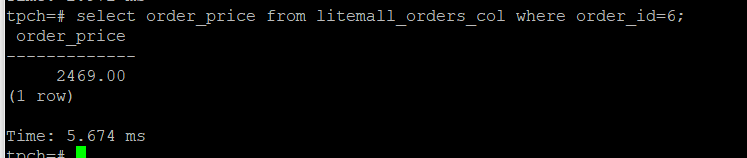 tpch=# select order_price from litemall_orders_col where order_id=6;
 order_price
-------------
     2469.00
(1 row)

Time: 5.674 ms
tpch=#